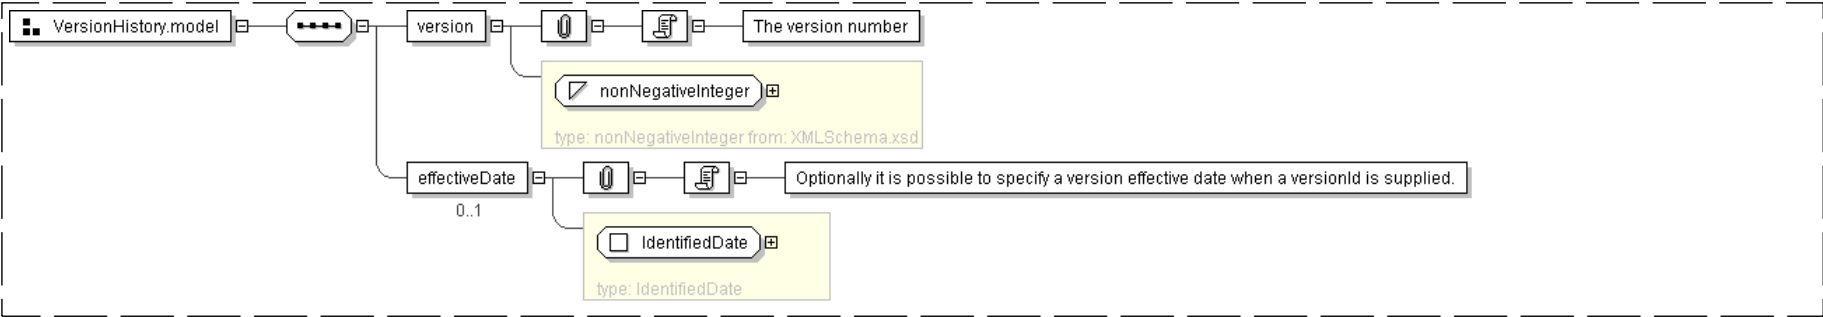 VersionHistory.model
version
The version number
nonNegativeInteger
type: nonNegativeInteger from: XMLSchema.xsd
effectiveDate
Optionally it is possible to specify a version effective date when a versionId is supplied.
0..1
IdentifiedDate
type: IdentifiedDate